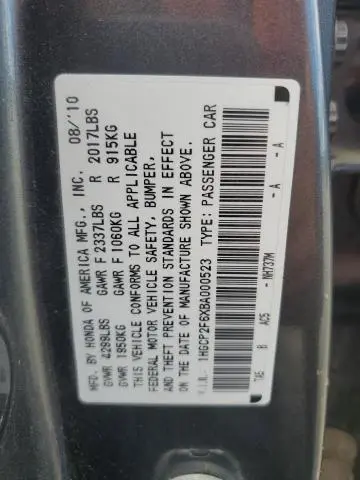 MFD. BY HONDA OF AMERICA MFG., INC. 08/'10
GVWR 4299LBS GAWR F 2337LBS R 2017LBS
GVWR 1950KG GAWR F 1060KG R 915KG
THIS VEHICLE CONFORMS TO ALL APPLICABLE
FEDERAL MOTOR VEHICLE SAFETY, BUMPER,
AND THEFT PREVENTION STANDARDS IN EFFECT
ON THE DATE OF MANUFACTURE SHOWN ABOVE.
V.I.N.: 1HGCP2F6XBA000523 TYPE: PASSENGER CAR
TA5 B AC5 - NH737M - A - A